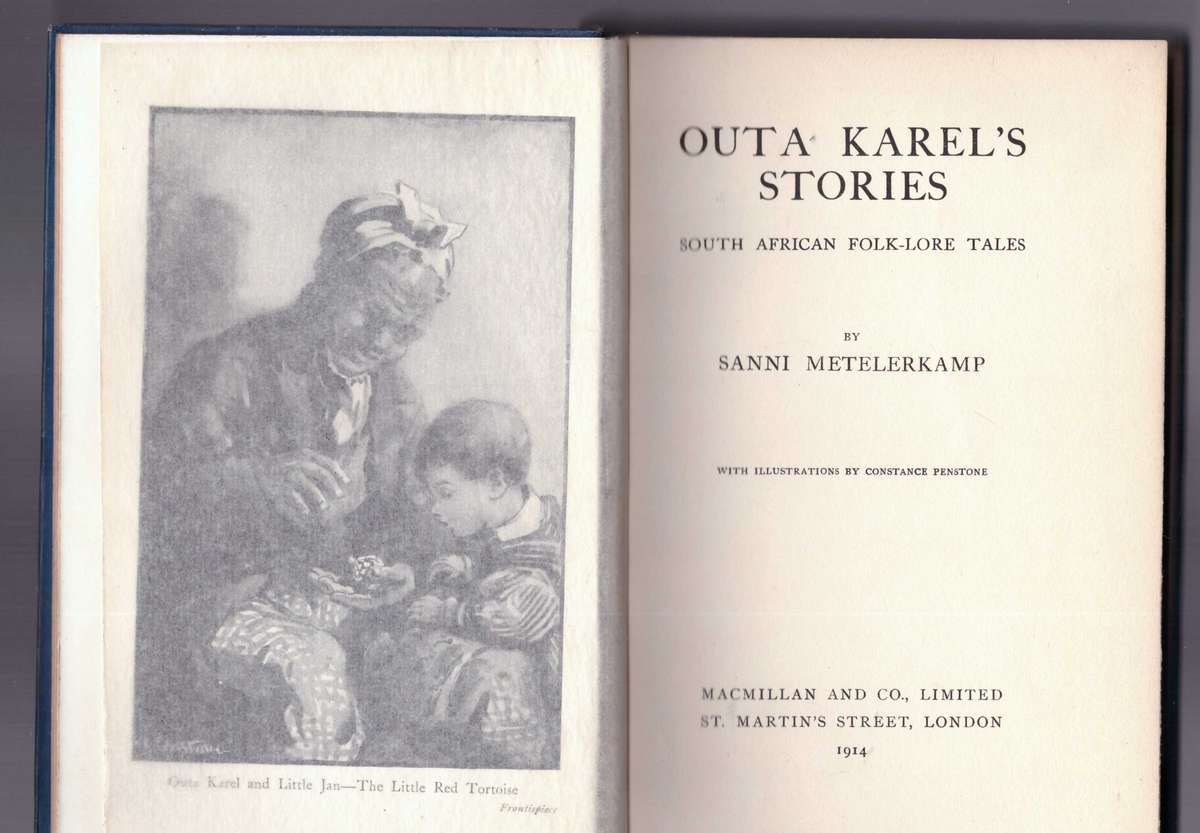 Outa Karel and Little Jan—The Little Red Tortoise
Frontispiece
OUTA KAREL'S
STORIES
SOUTH AFRICAN FOLK-LORE TALES
BY
SANNI METELERKAMP
WITH ILLUSTRATIONS BY CONSTANCE PENSTONE
MACMILLAN AND CO., LIMITED
ST. MARTIN'S STREET, LONDON
1914